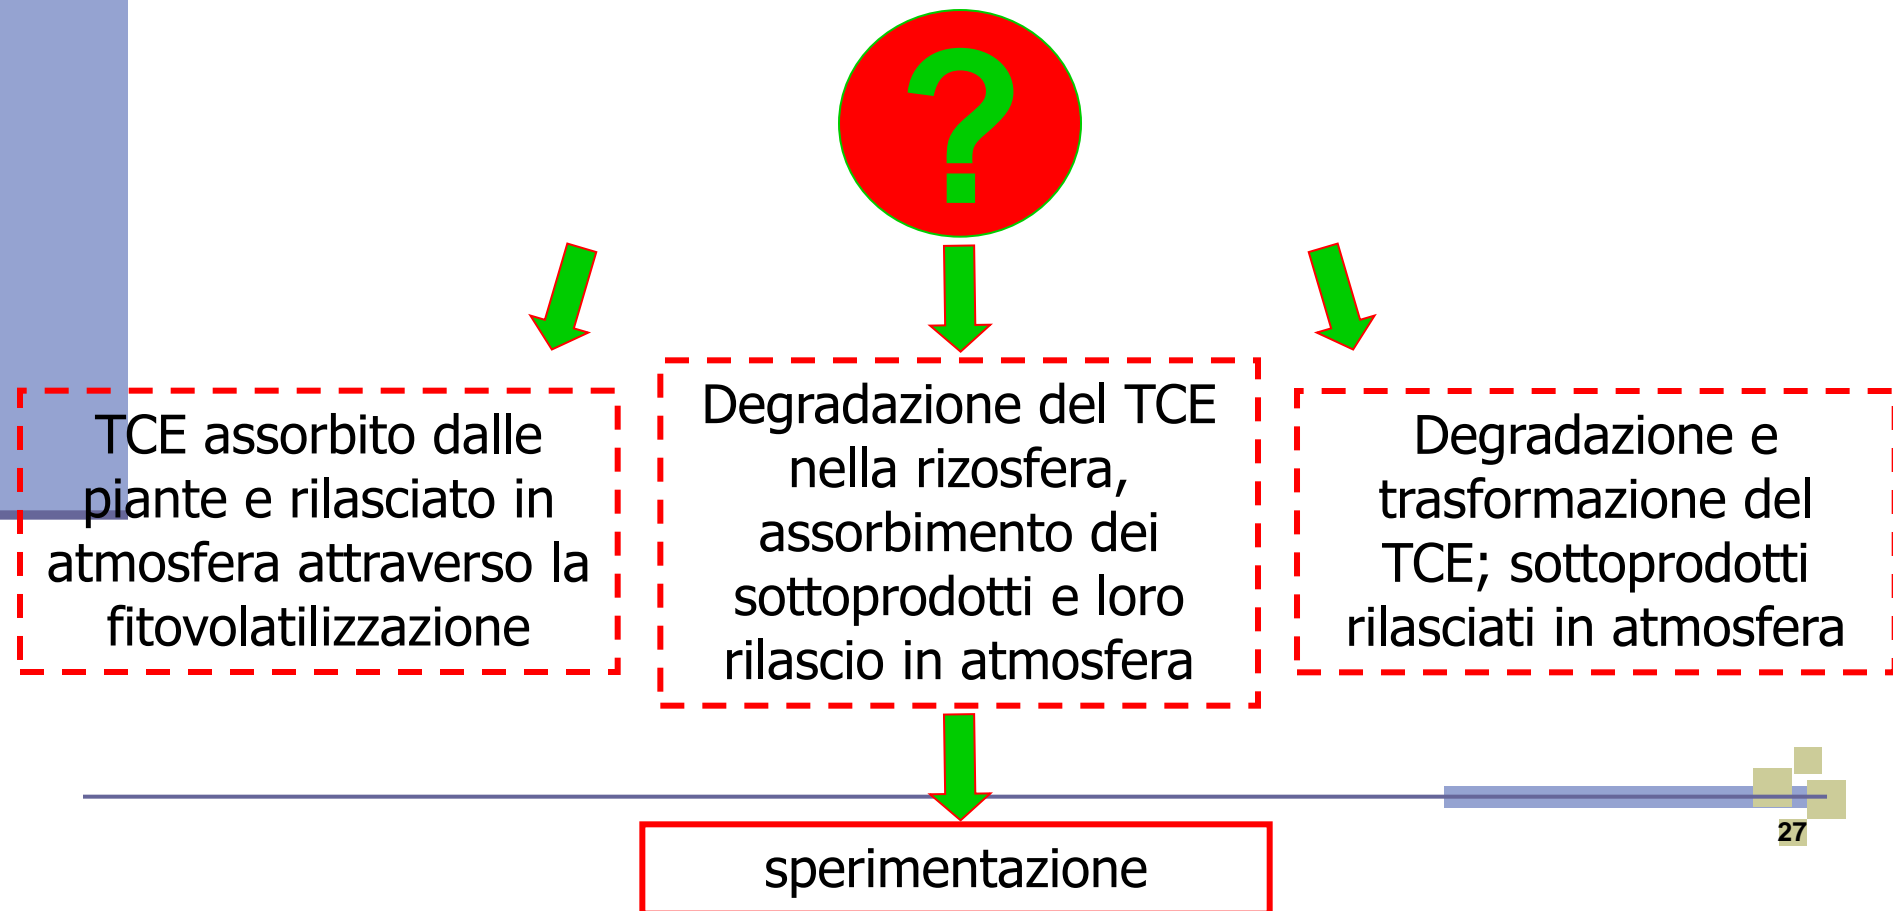 ?
TCE assorbito dalle
piante e rilasciato in
atmosfera attraverso la
fitovolatilizzazione
Degradazione del TCE
nella rizosfera,
assorbimento dei
sottoprodotti e loro
rilascio in atmosfera
Degradazione e
trasformazione del
TCE; sottoprodotti
rilasciati in atmosfera
sperimentazione
27